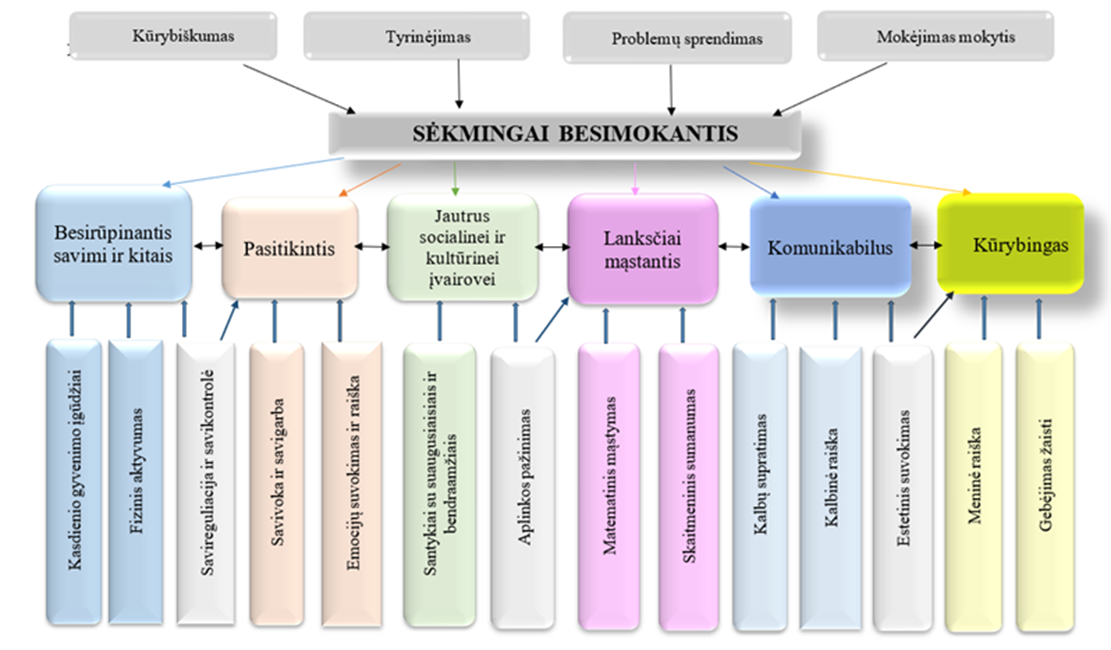 Kūrybiškumas
Tyrinėjimas
Problemų sprendimas
Mokėjimas mokytis
SĖKMINGAI BESIMOKANTIS
Besirūpinantis
savimi ir kitais
Pasitikintis
Jautrus
socialinei ir
kultūrinei
įvairovei
Lanksčiai
mąstantis
Komunikabilus
Kūrybingas
Kasdienio gyvenimo įgūdžiai
Fizinis aktyvumas
Savireguliacija ir savikontrolė
Savivoka ir savigarba
Emocijų suvokimas ir raiška
Santykiai su suaugusiaisiais ir
bendraamžiais
Aplinkos pažinimas
Matematinis mąstymas
Skaitmeninis sumanumas
Kalbų supratimas
Kalbinė raiška
Estetinis suvokimas
Meninė raiška
Gebėjimas žaisti